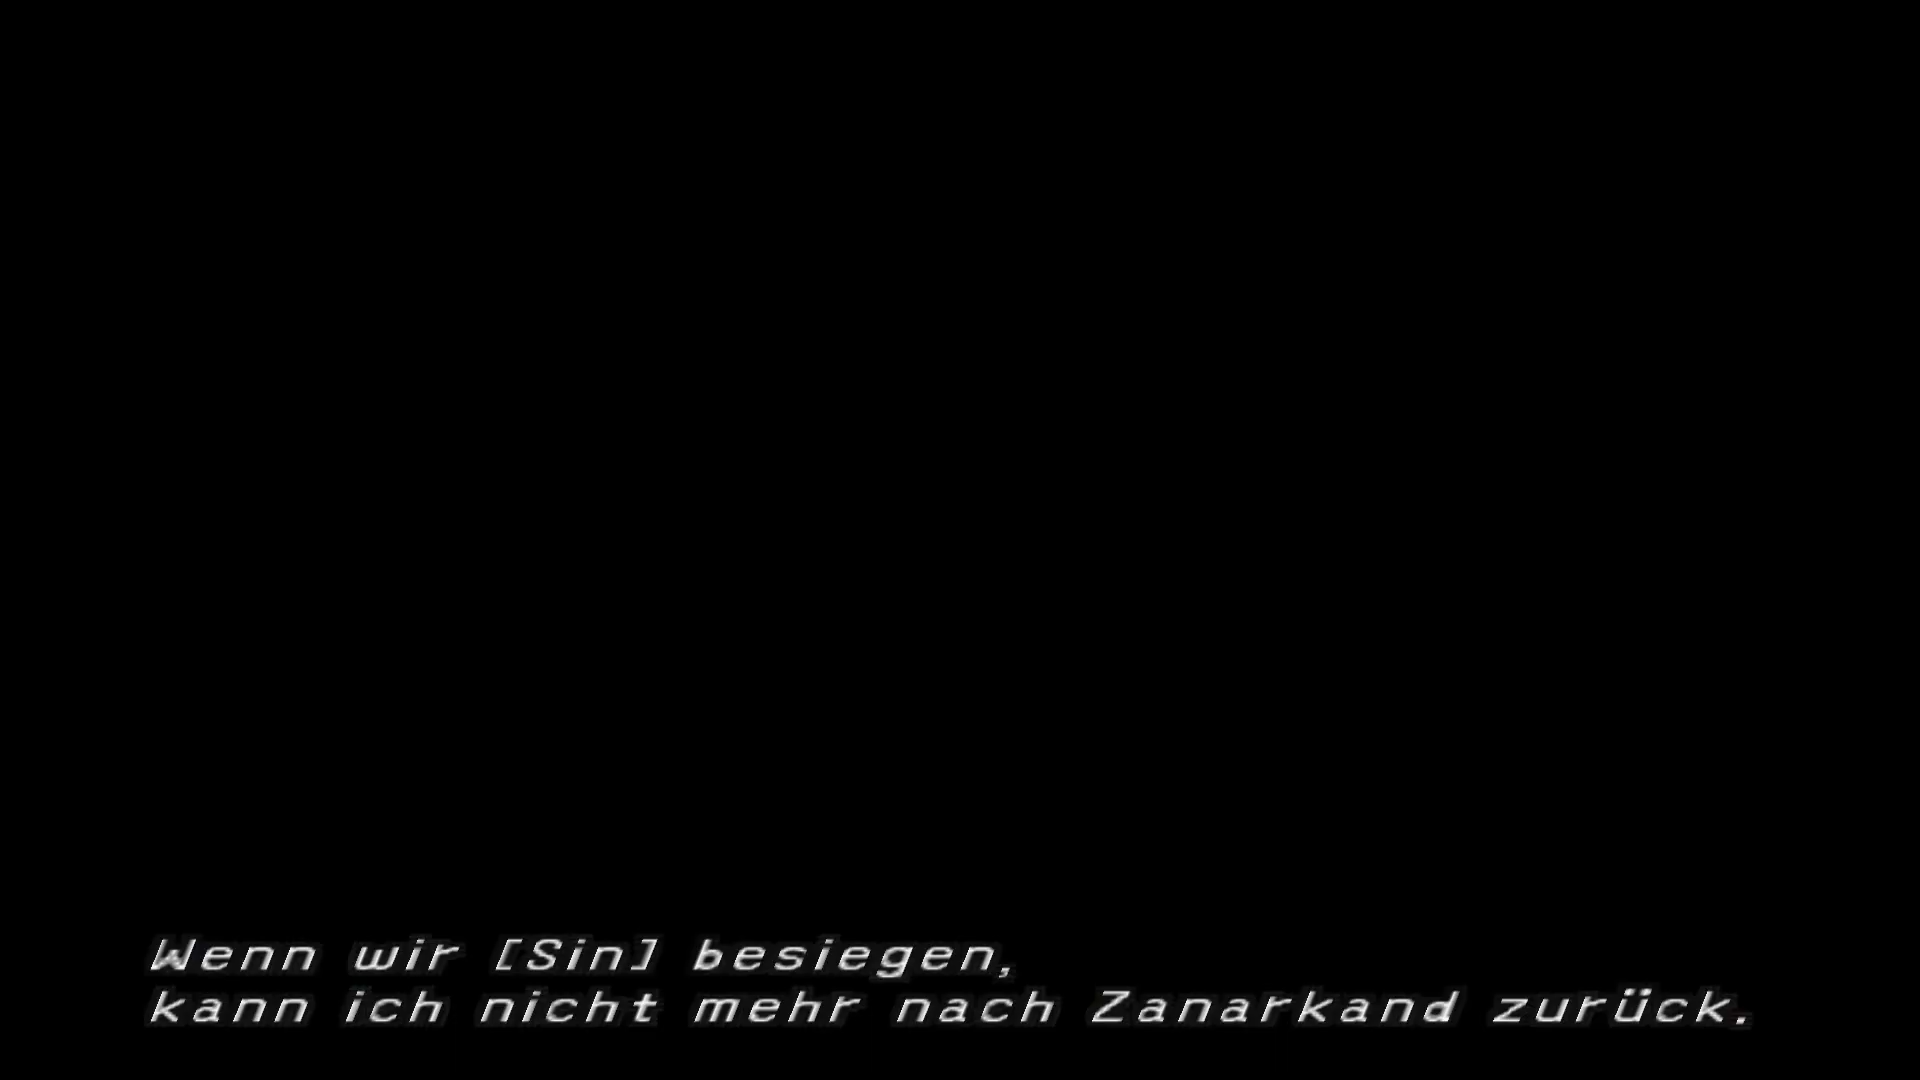 Wenn wir [Sin] besiegen,
kann ich nicht mehr nach Zanarkand zurück.